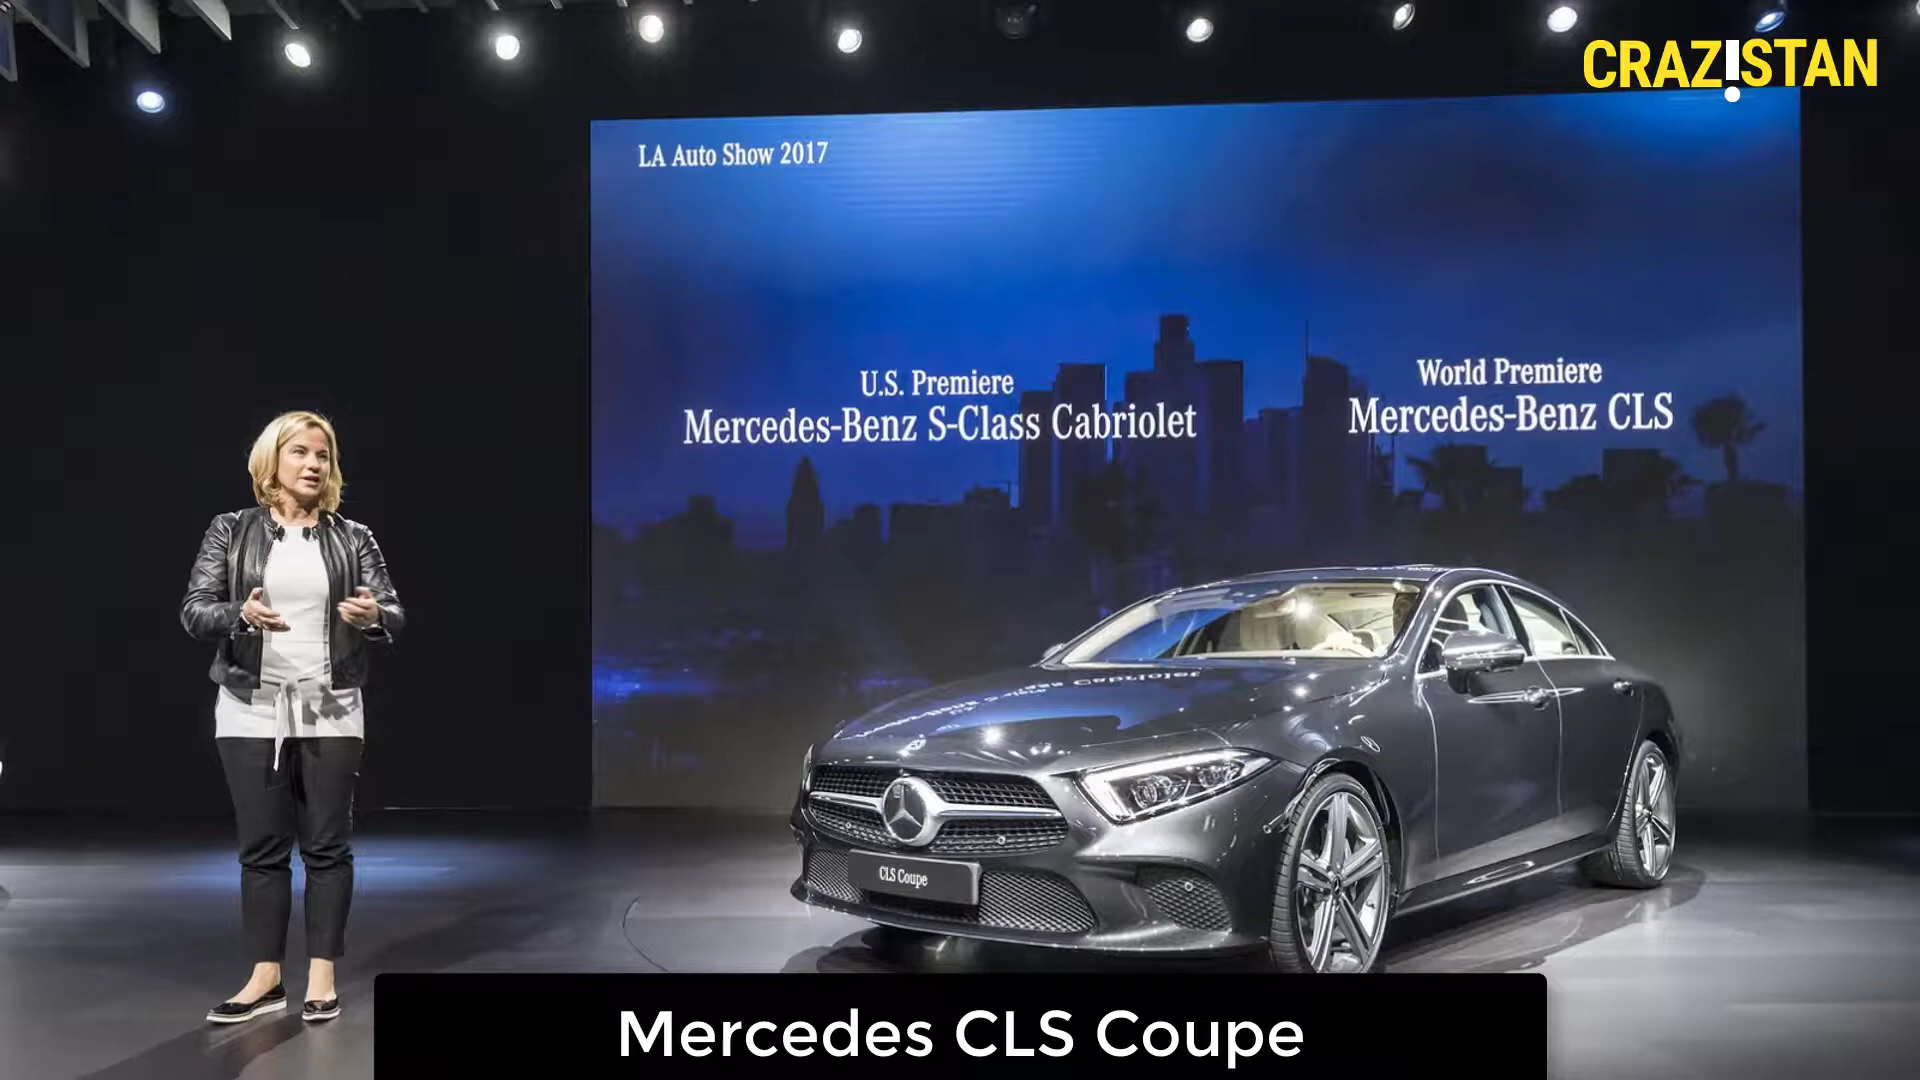 CRAZ!STAN
LA Auto Show 2017
U.S. Premiere
Mercedes-Benz S-Class Cabriolet
World Premiere
Mercedes-Benz CLS
CLS Coupe
Mercedes CLS Coupe